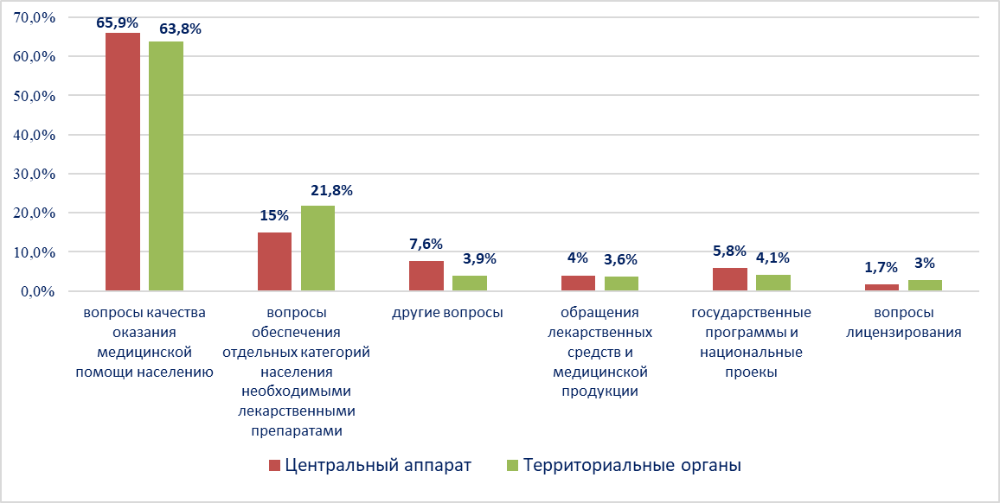 70,0%
60,0%
50,0%
40,0%
30,0%
20,0%
10,0%
0,0%
65,9%
63,8%
15%
21,8%
7,6%
3,9%
4%
3,6%
5,8%
4,1%
1,7%
3%
вопросы качества
оказания
медицинской
помощи населению
вопросы
обеспечения
отдельных категорий
населения
необходимыми
лекарственными
препаратами
другие вопросы
обращения
лекарственных
средств и
медицинской
продукции
государственные
программы и
национальные
проекы
вопросы
лицензирования
Центральный аппарат
Территориальные органы